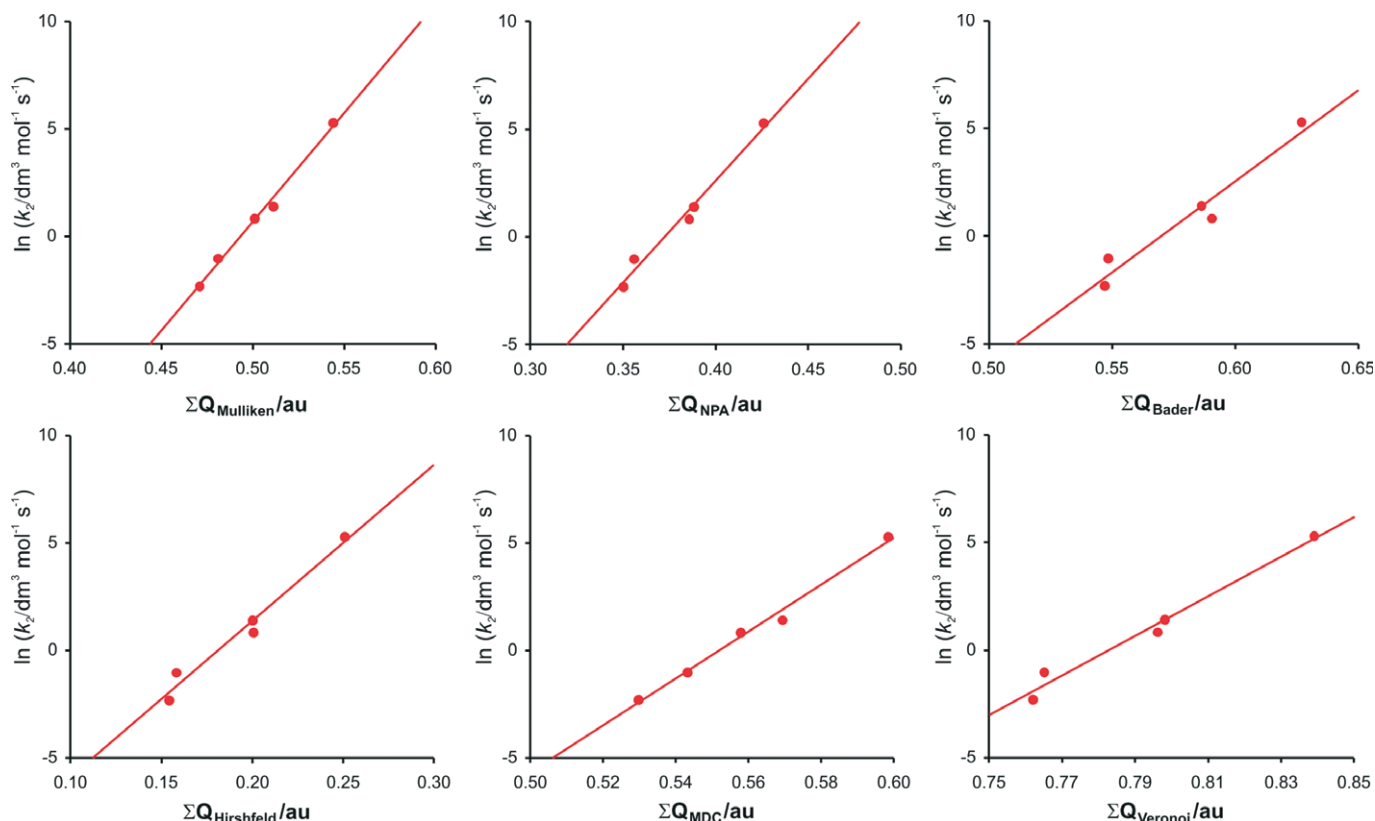 10
5
0
-5
ln (k₂/dm³ mol⁻¹ s⁻¹)
0.40 0.45 0.50 0.55 0.60
ΣQMulliken/au
10
5
0
-5
ln (k₂/dm³ mol⁻¹ s⁻¹)
0.30 0.35 0.40 0.45 0.50
ΣQNPA/au
10
5
0
-5
ln (k₂/dm³ mol⁻¹ s⁻¹)
0.50 0.55 0.60 0.65
ΣQBader/au
10
5
0
-5
ln (k₂/dm³ mol⁻¹ s⁻¹)
0.10 0.15 0.20 0.25 0.30
ΣQHirshfeld/au
10
5
0
-5
ln (k₂/dm³ mol⁻¹ s⁻¹)
0.50 0.52 0.54 0.56 0.58 0.60
ΣQMDC/au
10
5
0
-5
ln (k₂/dm³ mol⁻¹ s⁻¹)
0.75 0.77 0.79 0.81 0.83 0.85
ΣQVeronoi/au